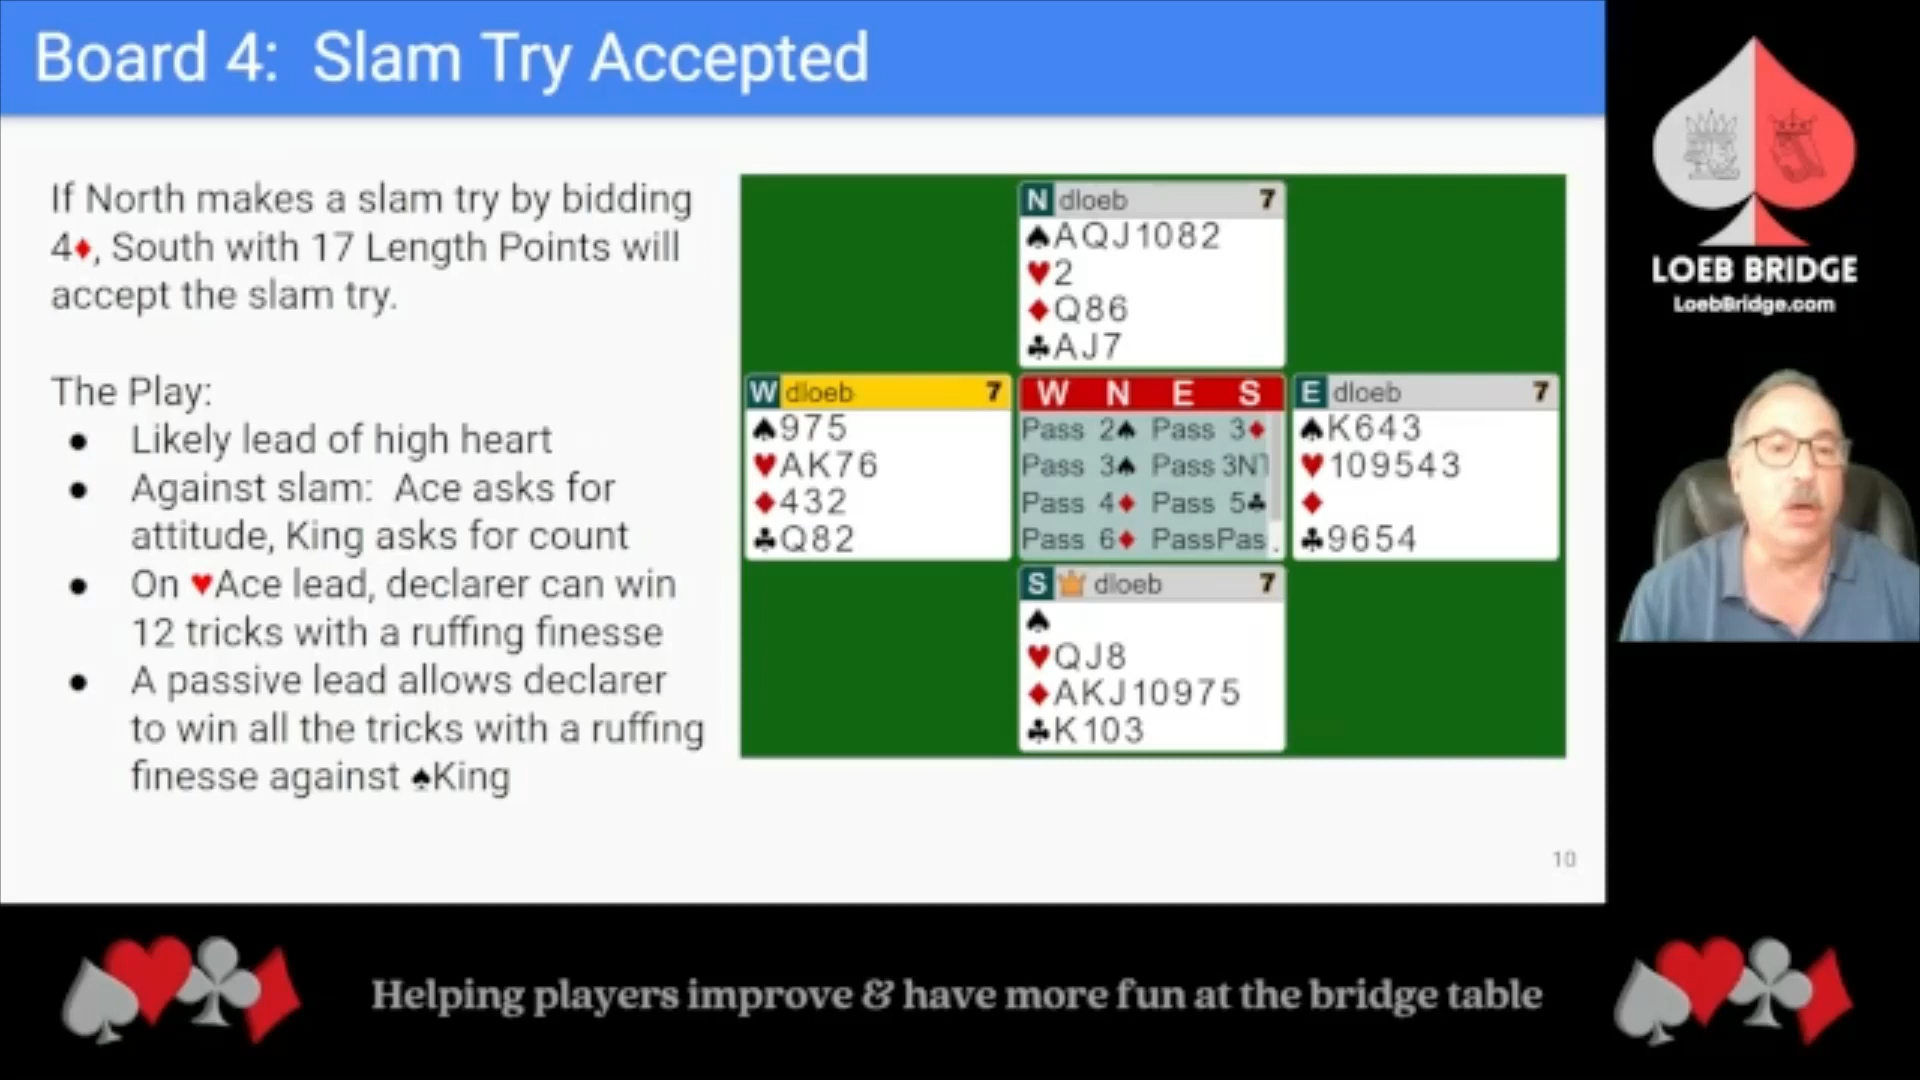 Board 4: Slam Try Accepted
If North makes a slam try by bidding
4♦, South with 17 Length Points will
accept the slam try.
The Play:
● Likely lead of high heart
● Against slam: Ace asks for
attitude, King asks for count
● On ♥Ace lead, declarer can win
12 tricks with a ruffing finesse
● A passive lead allows declarer
to win all the tricks with a ruffing
finesse against ♠King
N dloeb 7
♠AQJ1082
♥2
♦Q86
♣AJ7
W dloeb 7
♠975
♥AK76
♦432
♣Q82
W N E S
Pass 2♠ Pass 3♦
Pass 3♠ Pass 3NT
Pass 4♦ Pass 5♣
Pass 6♦ PassPas.
E dloeb 7
♠K643
♥109543
♦
♣9654
S dloeb 7
♠
♥QJ8
♦AKJ10975
♣K103
10
LOEB BRIDGE
LoebBridge.com
Helping players improve & have more fun at the bridge table